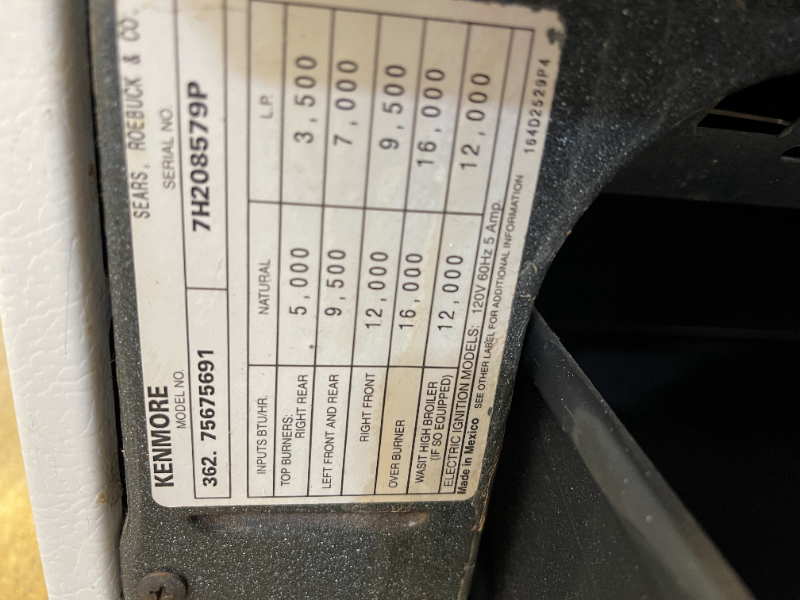 SEARS, ROEBUCK & CO.
KENMORE
MODEL NO. SERIAL NO.
362. 75675691 7H208579P
INPUTS BTU/HR. NATURAL L.P.
TOP BURNERS:
RIGHT REAR 5,000 3,500
LEFT FRONT AND REAR 9,500 7,000
RIGHT FRONT 12,000 9,500
OVER BURNER 16,000 16,000
WASIT HIGH BROILER
(IF SO EQUIPPED) 12,000 12,000
ELECTRIC IGNITION MODELS: 120V 60Hz 5 Amp.
Made in Mexico SEE OTHER LABEL FOR ADDITIONAL INFORMATION
164D2529P4